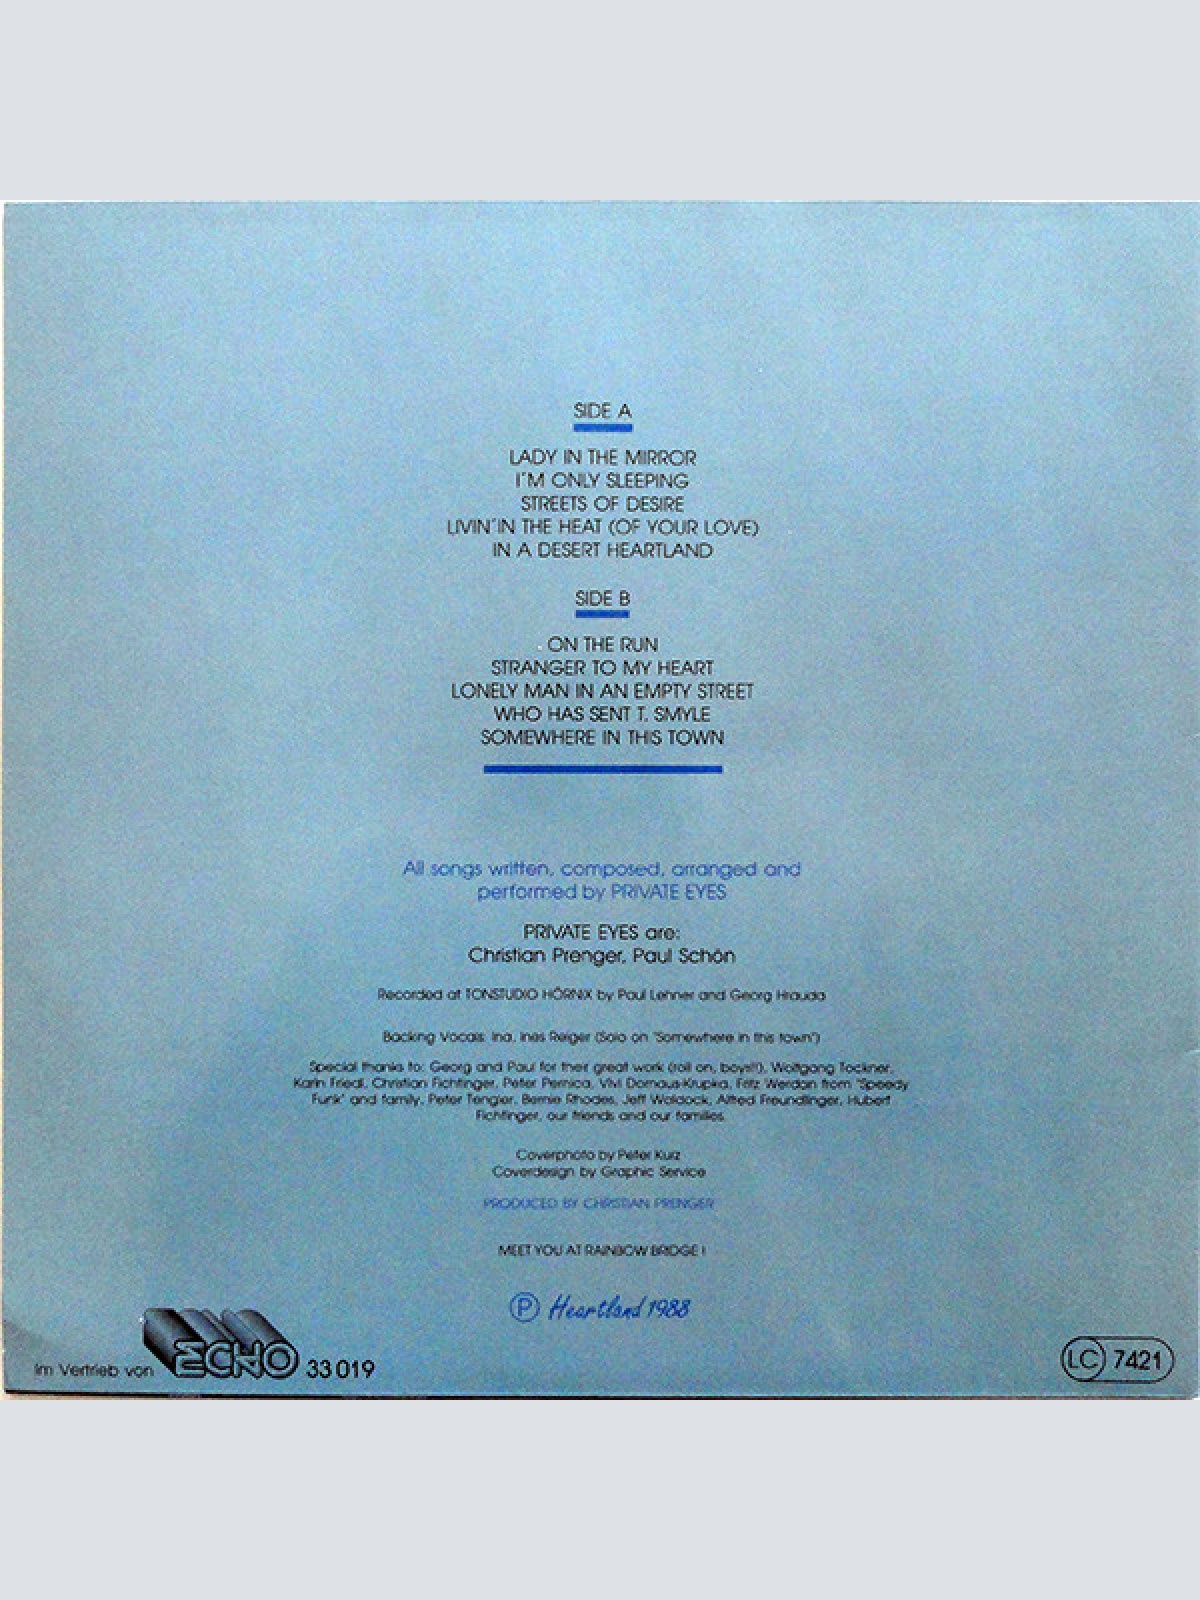 SIDE A
LADY IN THE MIRROR
I'M ONLY SLEEPING
STREETS OF DESIRE
LIVIN'IN THE HEAT (OF YOUR LOVE)
IN A DESERT HEARTLAND
SIDE B
ON THE RUN
STRANGER TO MY HEART
LONELY MAN IN AN EMPTY STREET
WHO HAS SENT T. SMYLE
SOMEWHERE IN THIS TOWN
All songs written, composed, arranged and
performed by PRIVATE EYES
PRIVATE EYES are:
Christian Prenger, Paul Schön
Recorded at TONSTUDIO HÖRNIX by Paul Lehner and Georg Hrauda
Backing Vocals: Ina, Ines Reiger (Solo on "Somewhere in this town")
Special thanks to: Georg and Paul for their great work (roll on, boys!!!), Wolfgang Tockner,
Karin Friedl, Christian Fichtinger, Peter Pernica, Vivi Dornaus-Krupka, Fritz Werdan from "Speedy
Funk" and family, Peter Tengler, Bernie Rhodes, Jeff Waldock, Alfred Freundlinger, Hubert
Fichtinger, our friends and our families.
Coverphoto by Peter Kurz
Coverdesign by Graphic Service
PRODUCED BY CHRISTIAN PRENGER
MEET YOU AT RAINBOW BRIDGE !
Ⓟ Heartland 1988
Im Vertrieb von ECHO 33 019
LC 7421